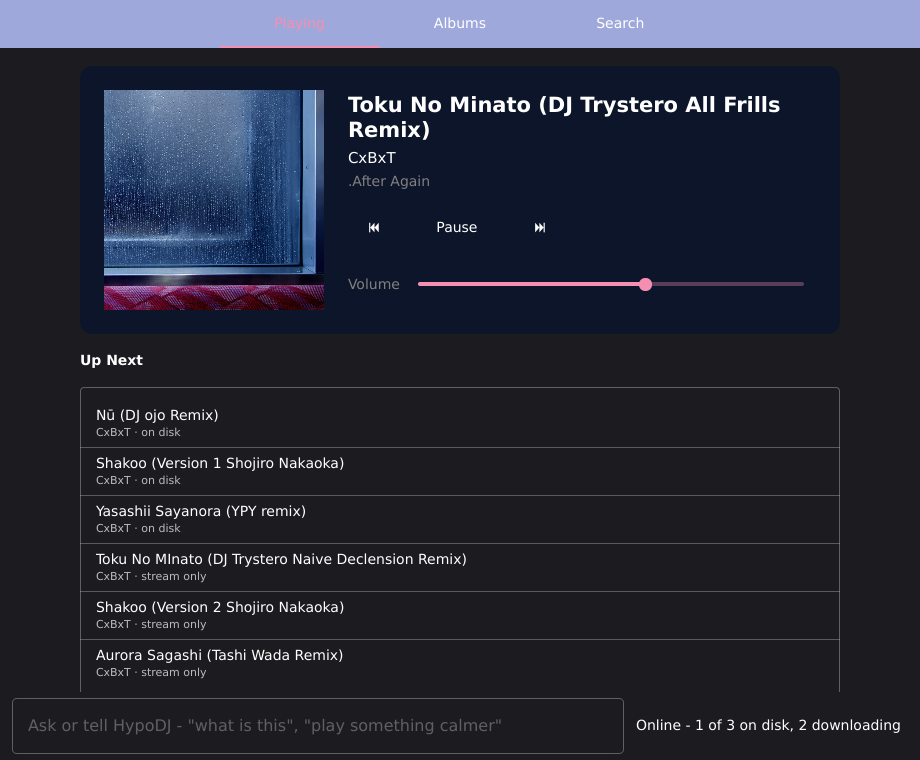 Playing
Albums
Search
Toku No Minato (DJ Trystero All Frills
Remix)
CxBxT
.After Again
⏮ Pause ⏭
Volume
Up Next
Nū (DJ ojo Remix)
CxBxT · on disk
Shakoo (Version 1 Shojiro Nakaoka)
CxBxT · on disk
Yasashii Sayanora (YPY remix)
CxBxT · on disk
Toku No MInato (DJ Trystero Naive Declension Remix)
CxBxT · stream only
Shakoo (Version 2 Shojiro Nakaoka)
CxBxT · stream only
Aurora Sagashi (Tashi Wada Remix)
CxBxT · stream only
Ask or tell HypoDJ - "what is this", "play something calmer"
Online - 1 of 3 on disk, 2 downloading